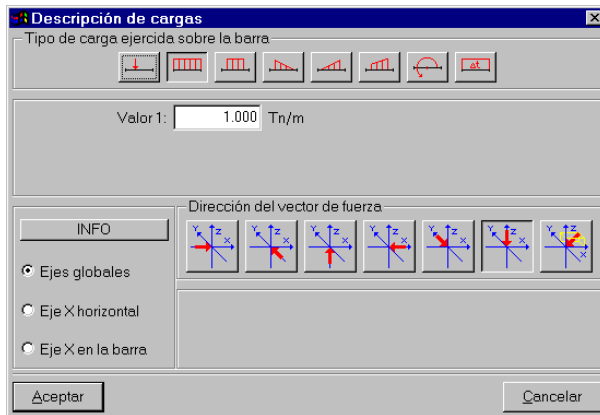 Descripción de cargas
Tipo de carga ejercida sobre la barra
Δt
Valor 1: 1.000 Tn/m
INFO
Dirección del vector de fuerza
Y Z X Y Z X Y Z X Y Z X Y Z X Y Z X Y Z X
Ejes globales
Eje X horizontal
Eje X en la barra
Aceptar Cancelar